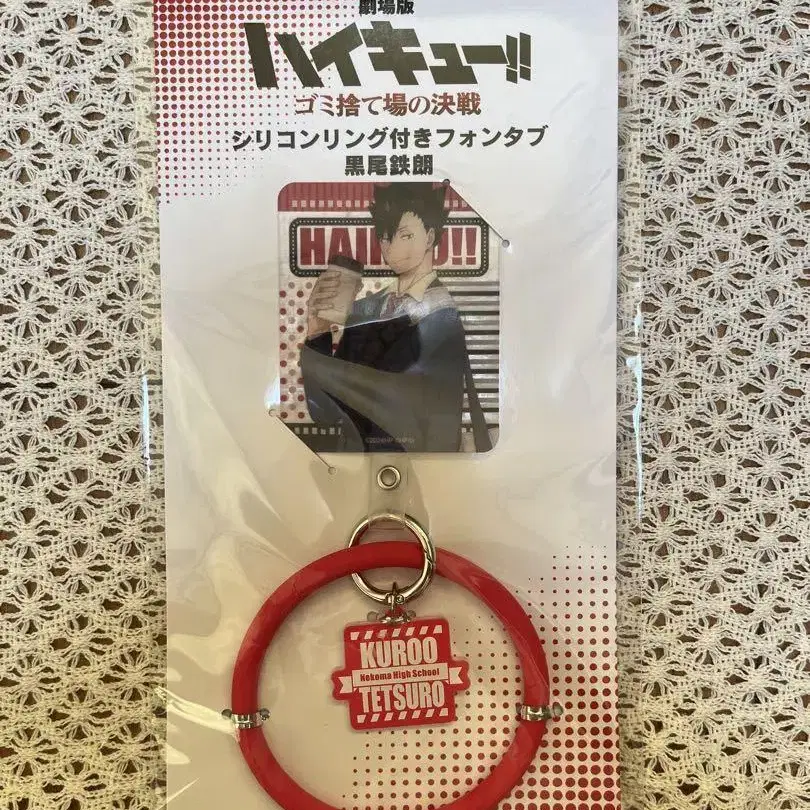 劇場版
ハイキュー!!
ゴミ捨て場の決戦
シリコンリング付きフォンタブ
黒尾鉄朗
KUROO
Nekoma High School
TETSURO